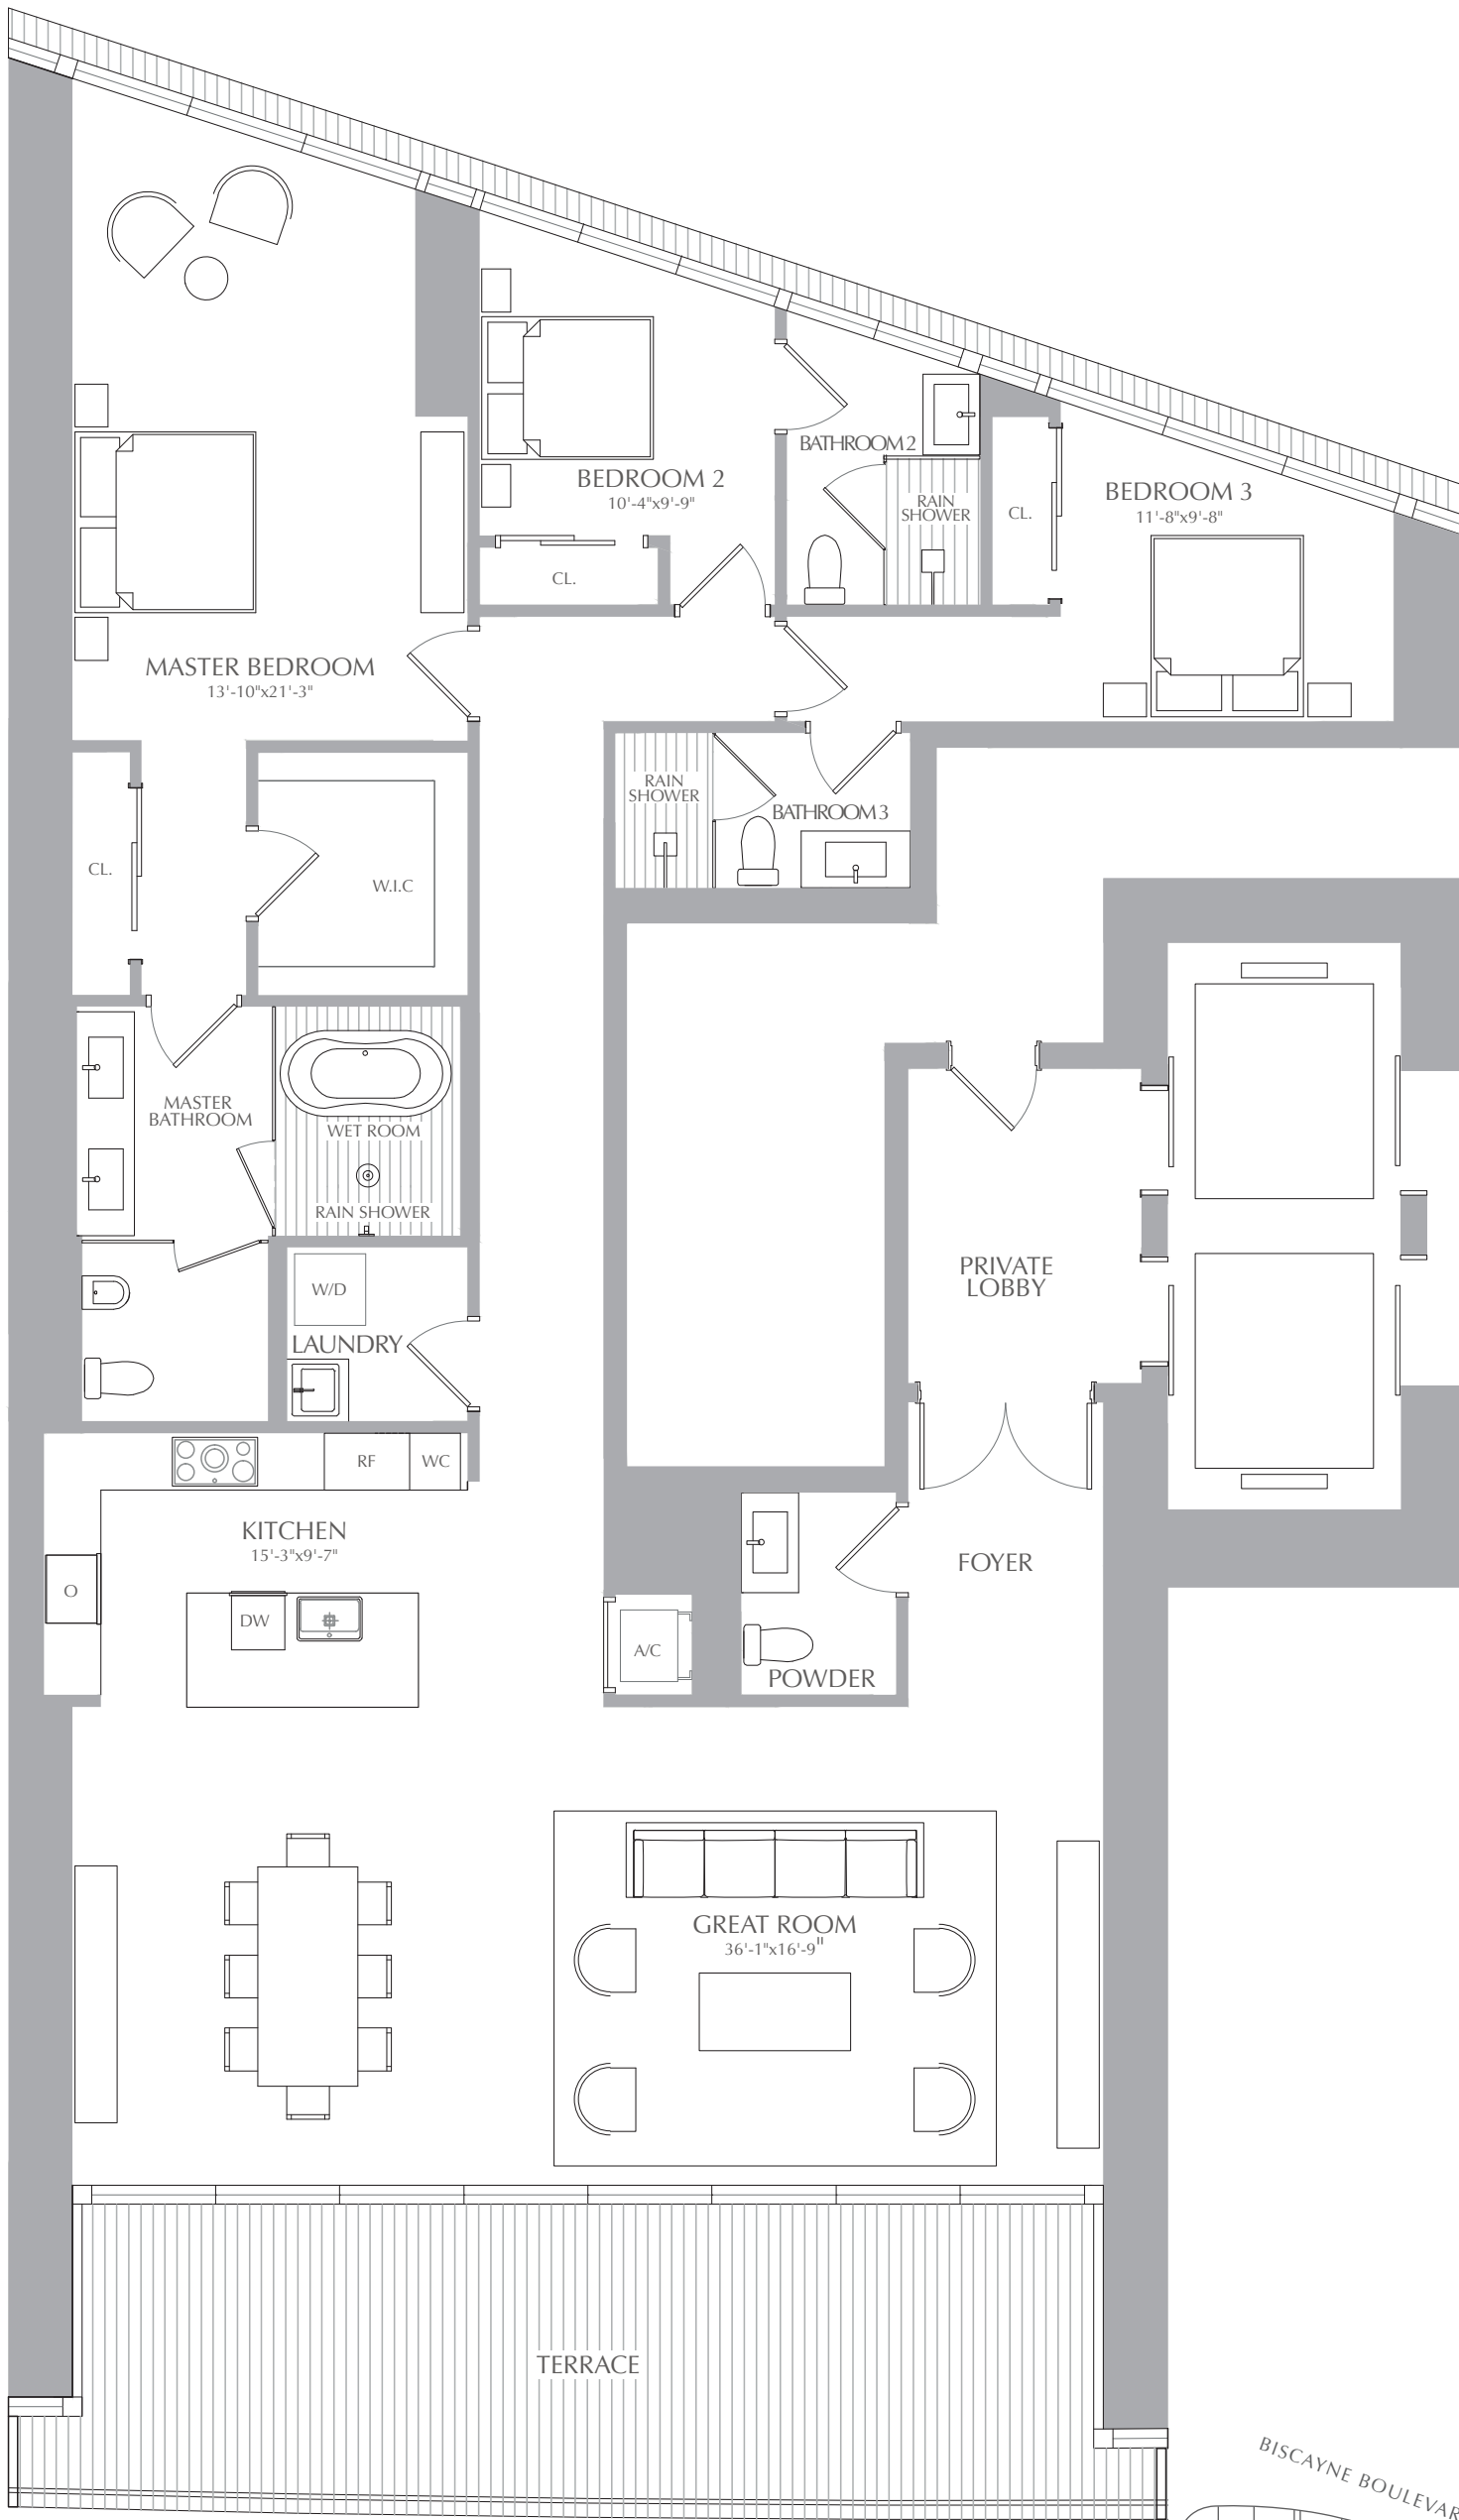 BATHROOM 2
BEDROOM 2
10'-4"x9'-9"
BEDROOM 3
11'-8"x9'-8"
RAIN
SHOWER
CL.
CL.
MASTER BEDROOM
13'-10"x21'-3"
RAIN
SHOWER
BATHROOM 3
CL.
W.I.C
MASTER
BATHROOM
WET ROOM
RAIN SHOWER
PRIVATE
LOBBY
W/D
LAUNDRY
RF
WC
KITCHEN
15'-3"x9'-7"
FOYER
O
DW
A/C
POWDER
GREAT ROOM
36'-1"x16'-9"
TERRACE
BISCAYNE BOULEVAR